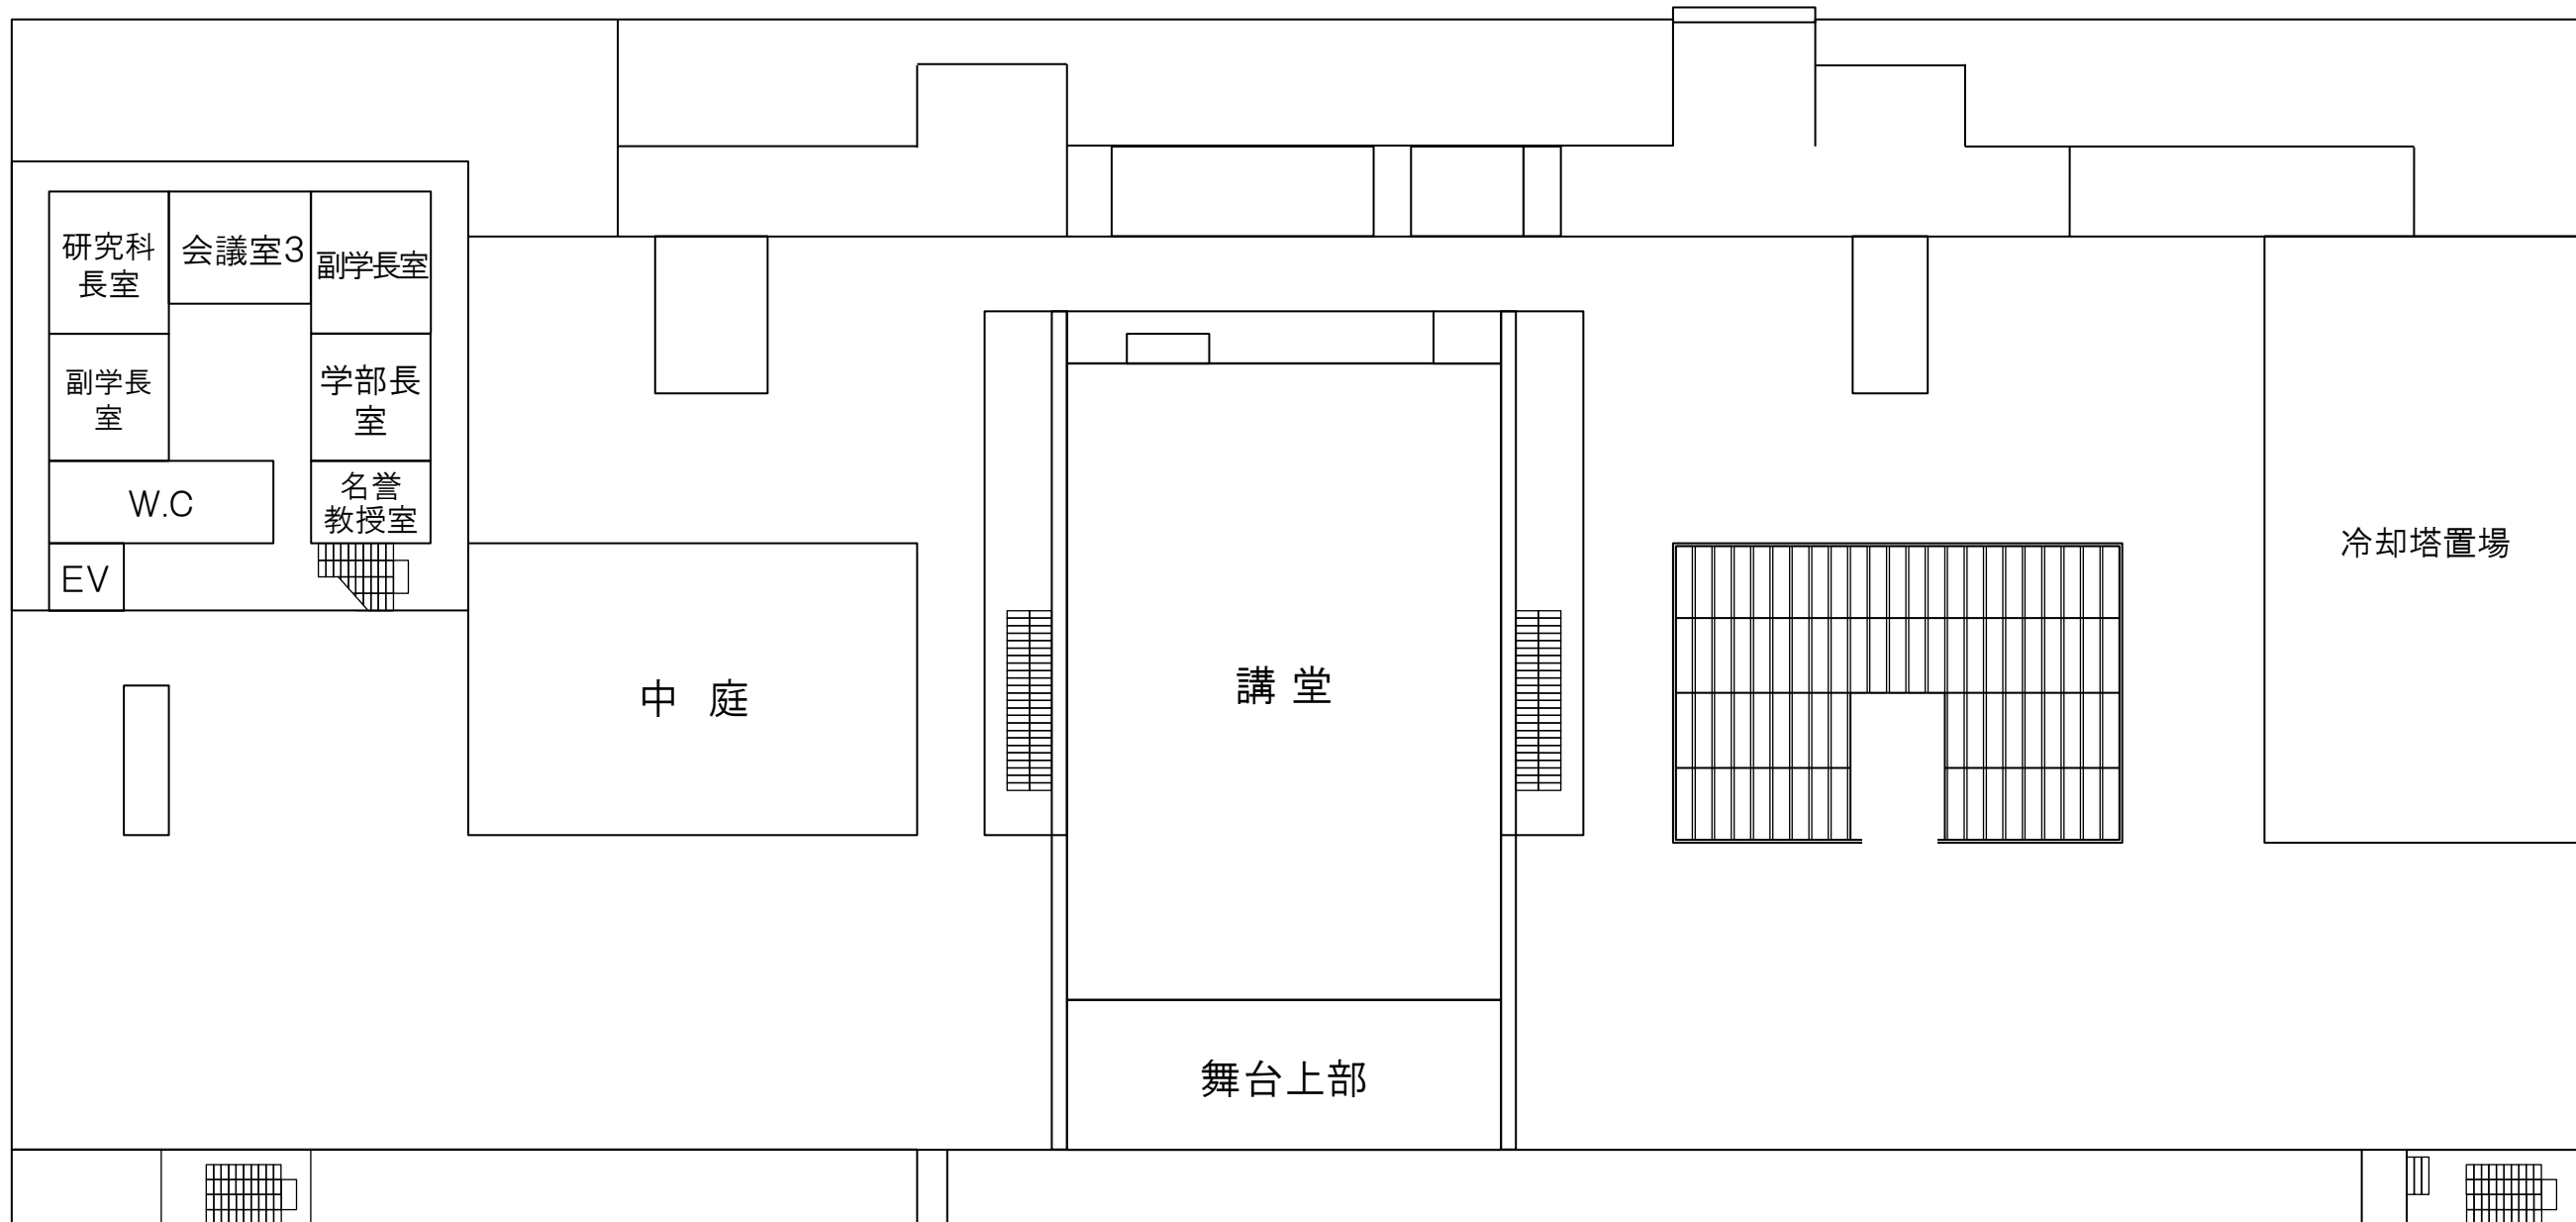 研究科
長室
会議室3
副学長室
副学長
室
学部長
室
W.C
名誉
教授室
EV
中 庭
講 堂
舞台上部
冷却塔置場